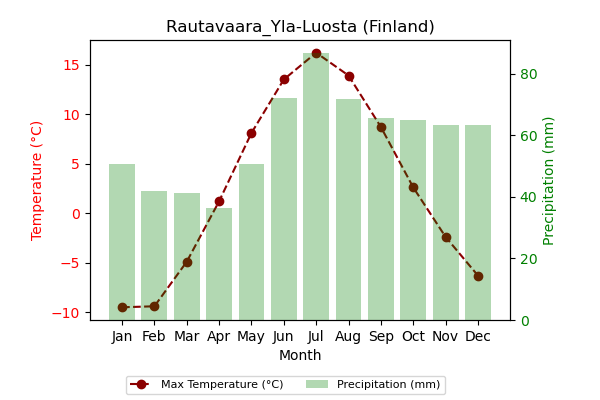 Rautavaara_Yla-Luosta (Finland)
Temperature (°C)
15
10
5
0
−5
−10
Precipitation (mm)
80
60
40
20
0
Jan Feb Mar Apr May Jun Jul Aug Sep Oct Nov Dec
Month
Max Temperature (°C) Precipitation (mm)